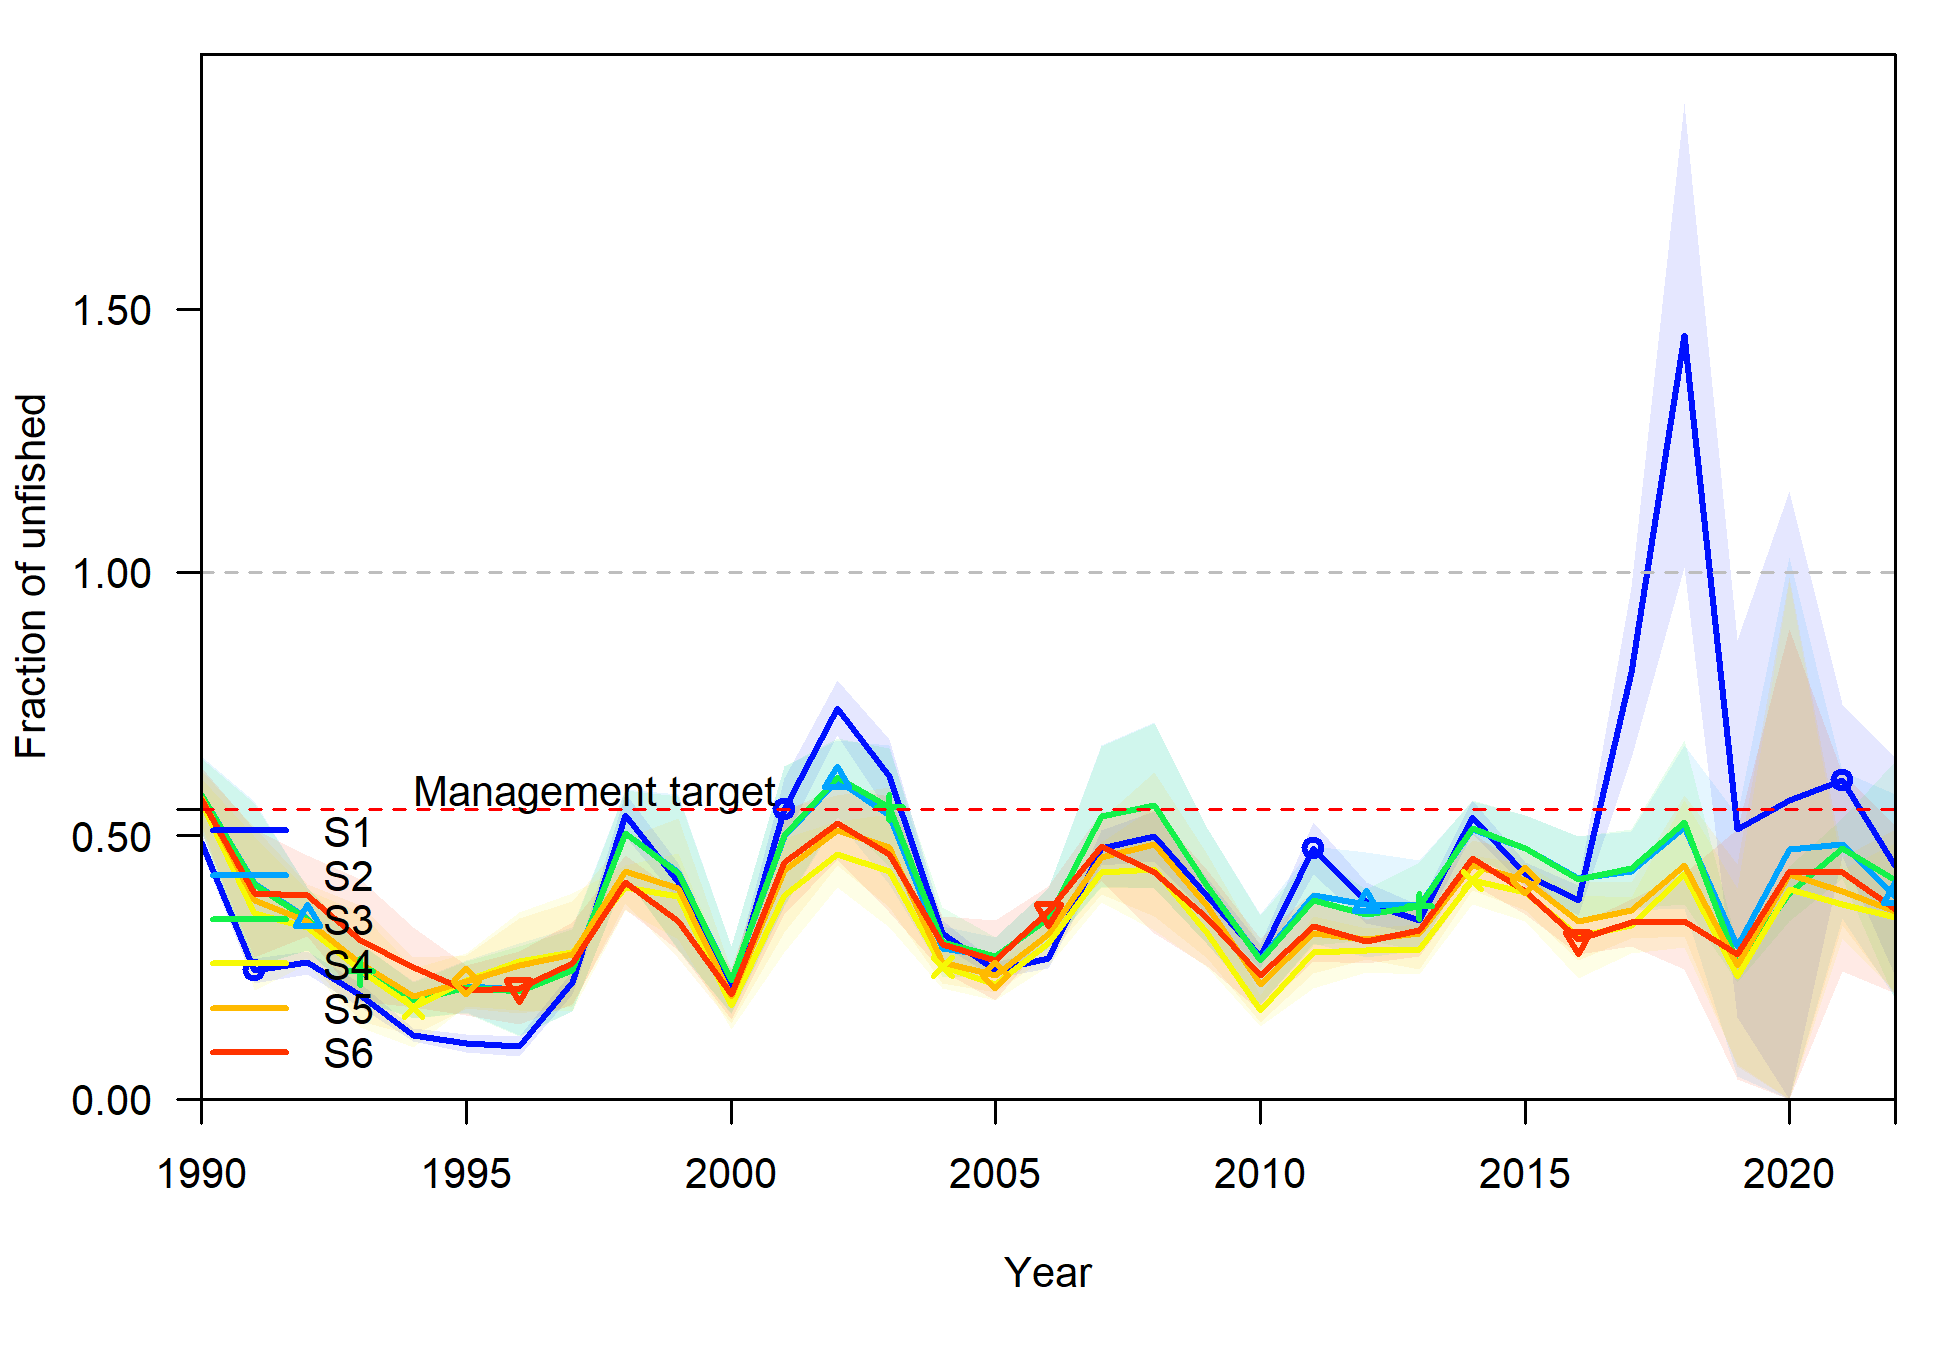 Fraction of unfished
1.50
1.00
0.50
0.00
Management target
S1
S2
S3
S4
S5
S6
1990 1995 2000 2005 2010 2015 2020
Year